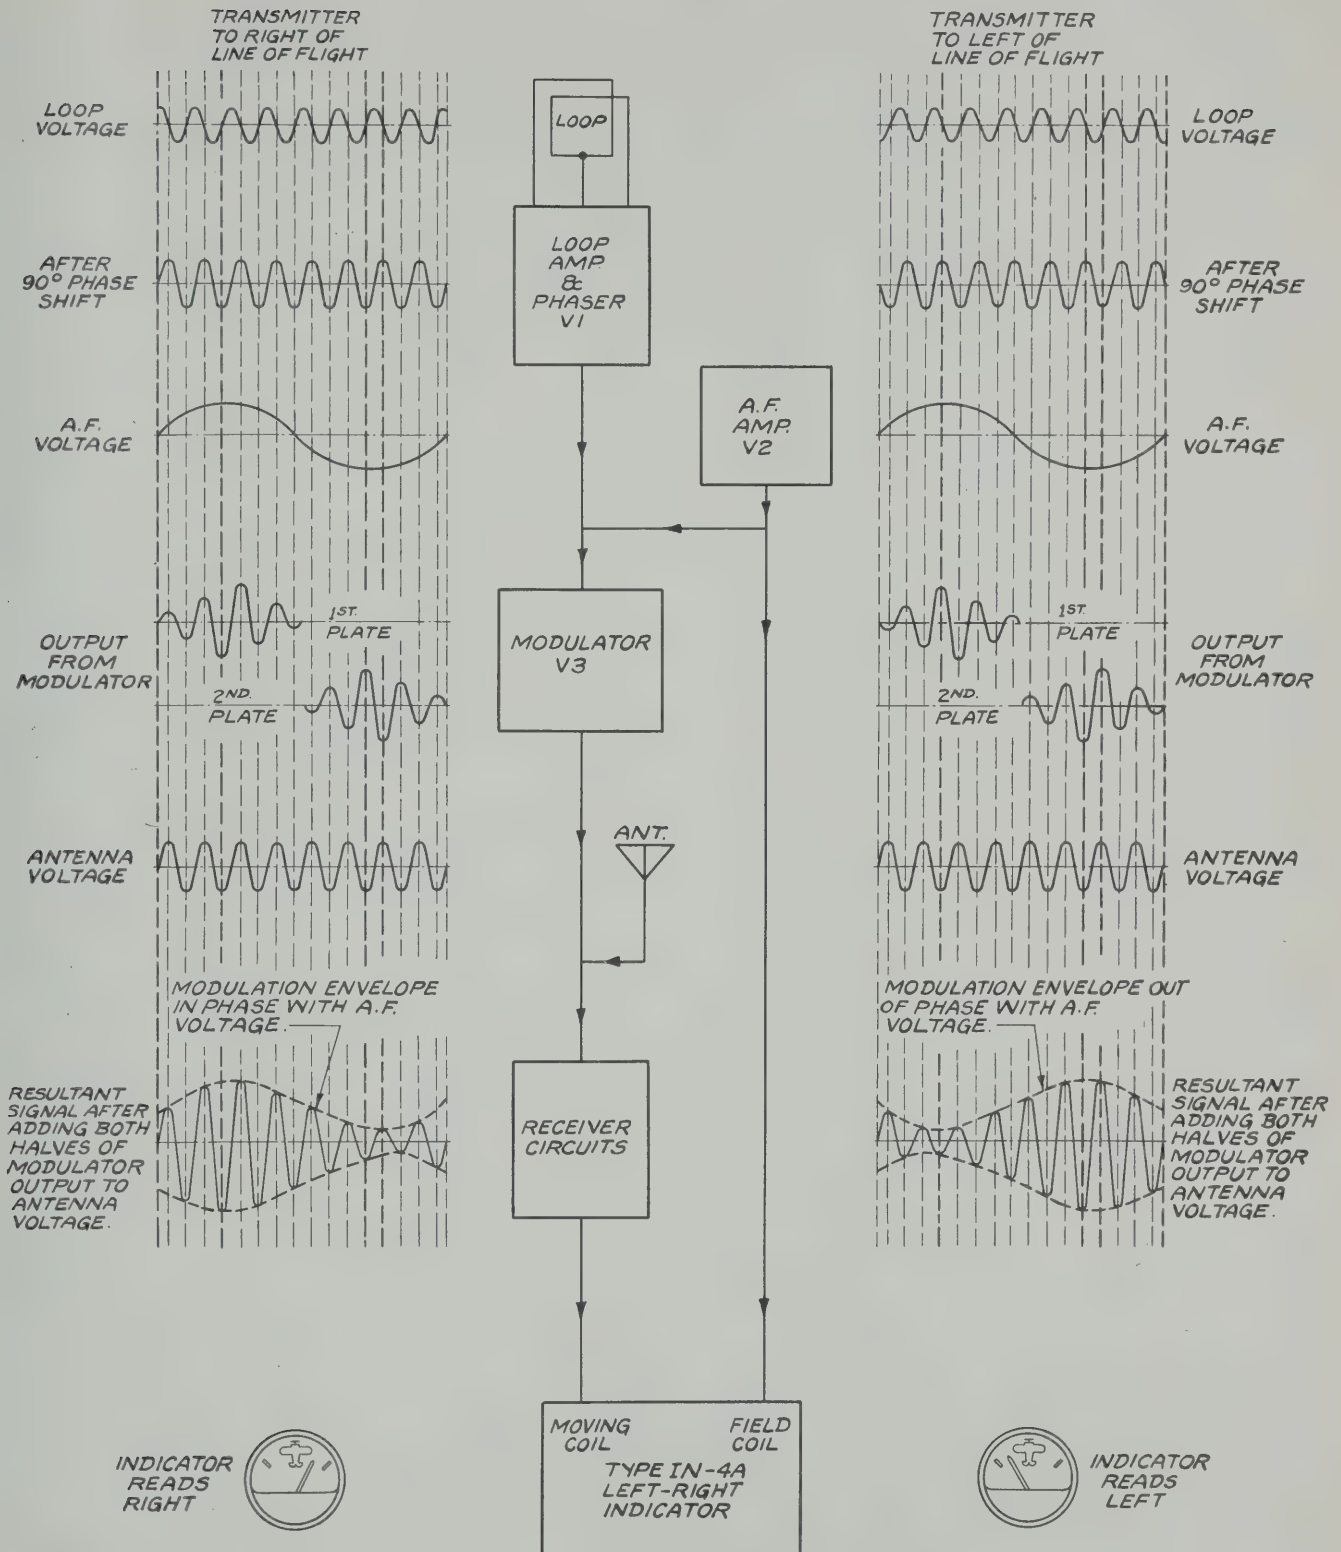 TRANSMITTER
TO RIGHT OF
LINE OF FLIGHT
TRANSMITTER
TO LEFT OF
LINE OF FLIGHT
LOOP
VOLTAGE
LOOP
LOOP
VOLTAGE
AFTER
90° PHASE
SHIFT
LOOP
AMP
&
PHASER
V1
AFTER
90° PHASE
SHIFT
A.F.
VOLTAGE
A.F.
AMP.
V2
A.F.
VOLTAGE
OUTPUT
FROM
MODULATOR
1ST.
PLATE
2ND.
PLATE
MODULATOR
V3
1ST.
PLATE
2ND.
PLATE
OUTPUT
FROM
MODULATOR
ANTENNA
VOLTAGE
ANT.
ANTENNA
VOLTAGE
MODULATION ENVELOPE
IN PHASE WITH A.F.
VOLTAGE.
MODULATION ENVELOPE OUT
OF PHASE WITH A.F.
VOLTAGE.
RESULTANT
SIGNAL AFTER
ADDING BOTH
HALVES OF
MODULATOR
OUTPUT TO
ANTENNA
VOLTAGE.
RECEIVER
CIRCUITS
RESULTANT
SIGNAL AFTER
ADDING BOTH
HALVES OF
MODULATOR
OUTPUT TO
ANTENNA
VOLTAGE.
INDICATOR
READS
RIGHT
MOVING
COIL
FIELD
COIL
TYPE IN-4A
LEFT-RIGHT
INDICATOR
INDICATOR
READS
LEFT